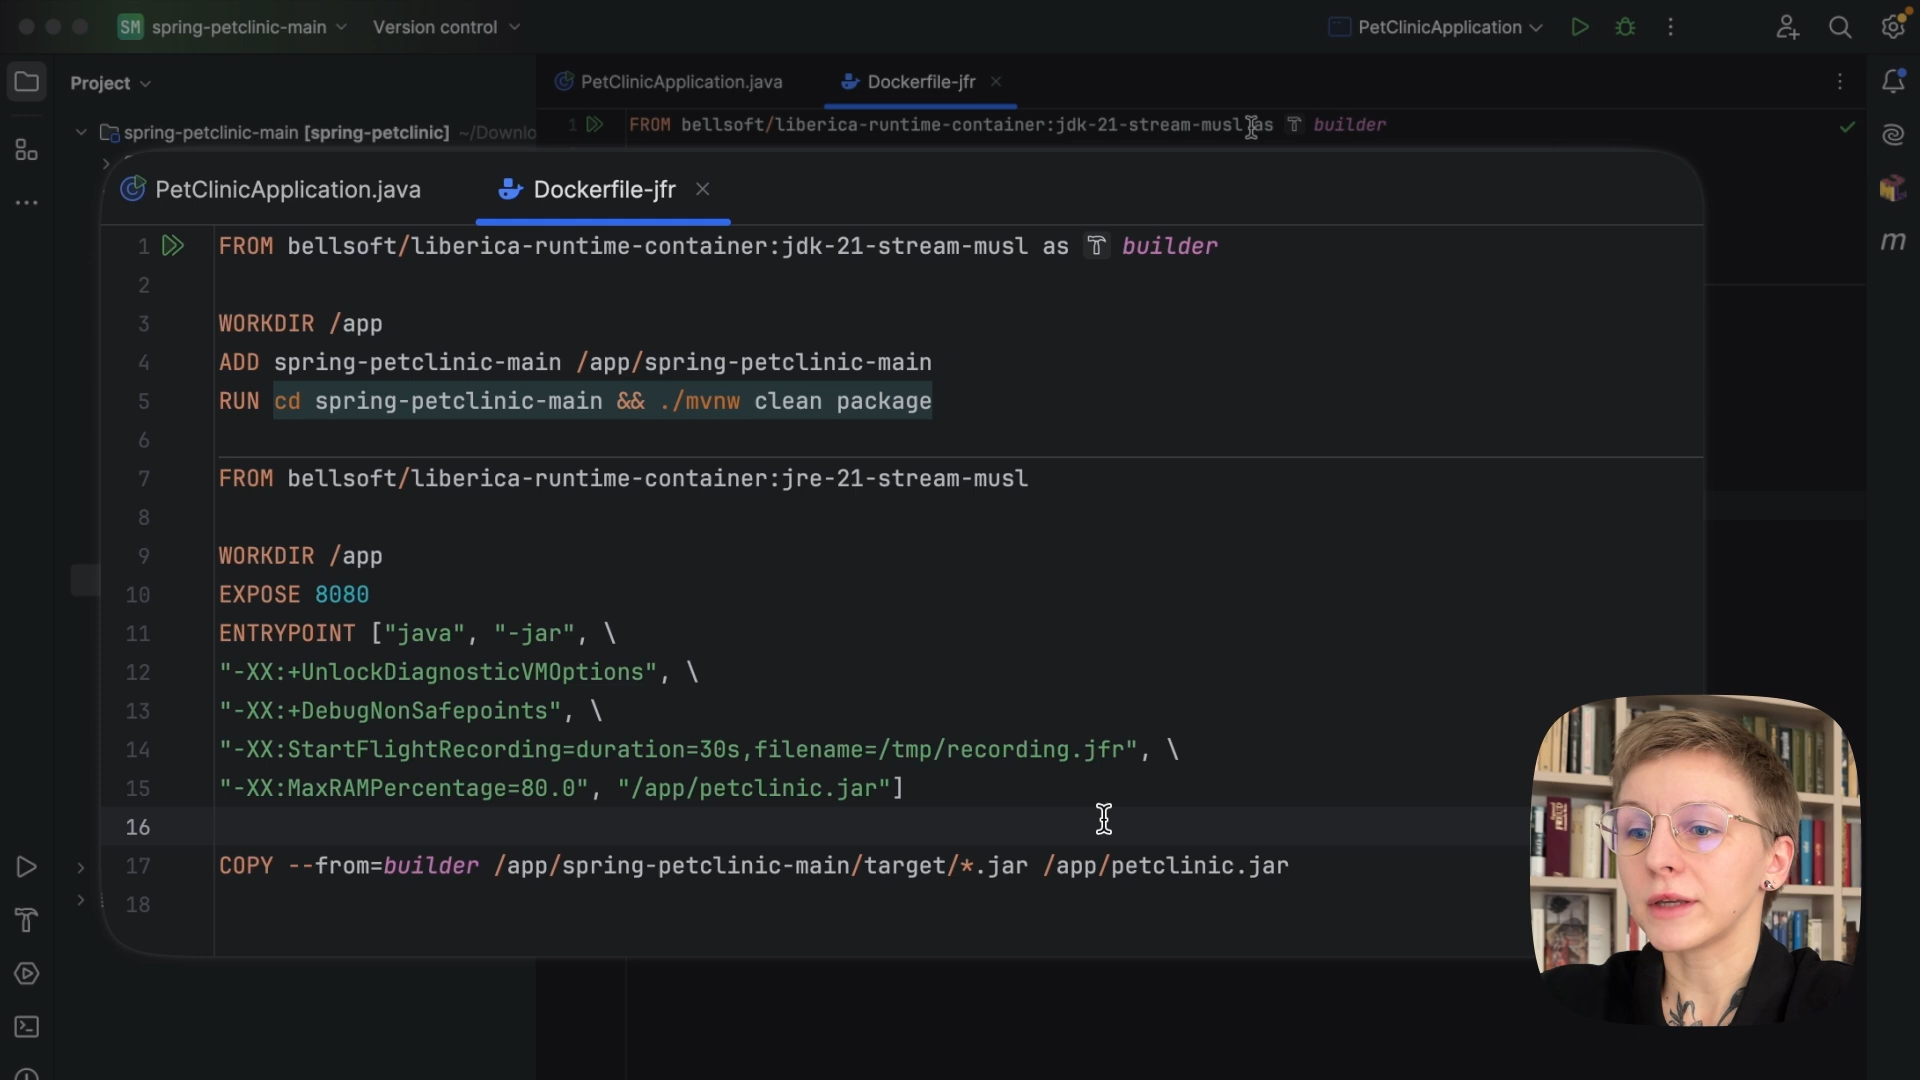 SM spring-petclinic-main Version control PetClinicApplication
Project PetClinicApplication.java Dockerfile-jfr
spring-petclinic-main [spring-petclinic] ~/Downlo
1 FROM bellsoft/liberica-runtime-container:jdk-21-stream-musl as builder
PetClinicApplication.java Dockerfile-jfr
1 FROM bellsoft/liberica-runtime-container:jdk-21-stream-musl as builder
2
3 WORKDIR /app
4 ADD spring-petclinic-main /app/spring-petclinic-main
5 RUN cd spring-petclinic-main && ./mvnw clean package
6
7 FROM bellsoft/liberica-runtime-container:jre-21-stream-musl
8
9 WORKDIR /app
10 EXPOSE 8080
11 ENTRYPOINT ["java", "-jar", \
12 "-XX:+UnlockDiagnosticVMOptions", \
13 "-XX:+DebugNonSafepoints", \
14 "-XX:StartFlightRecording=duration=30s,filename=/tmp/recording.jfr", \
15 "-XX:MaxRAMPercentage=80.0", "/app/petclinic.jar"]
16
17 COPY --from=builder /app/spring-petclinic-main/target/*.jar /app/petclinic.jar
18
m